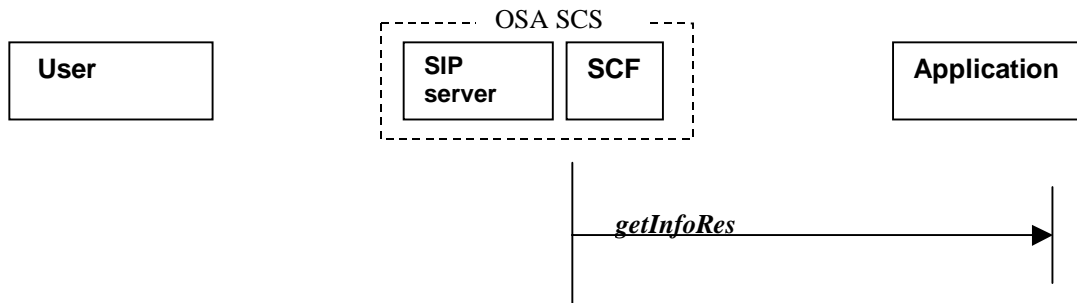 OSA SCS
User
SIP
server
SCF
Application
getInfoRes